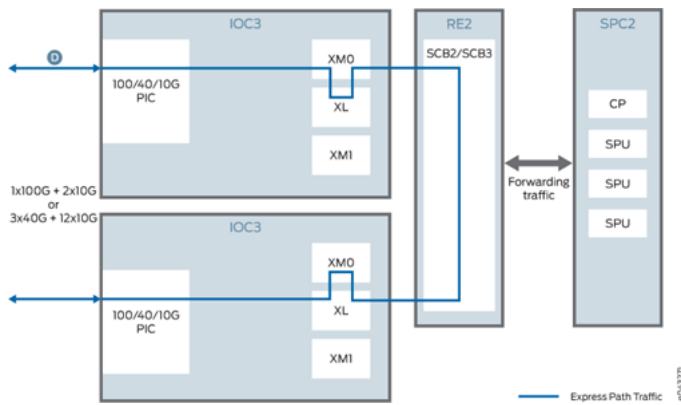 IOC3
RE2
SPC2
D
100/40/10G
PIC
XM0
XL
XM1
SCB2/SCB3
CP
SPU
SPU
SPU
Forwarding
traffic
1x100G + 2x10G
or
3x40G + 12x10G
IOC3
100/40/10G
PIC
XM0
XL
XM1
Express Path Traffic